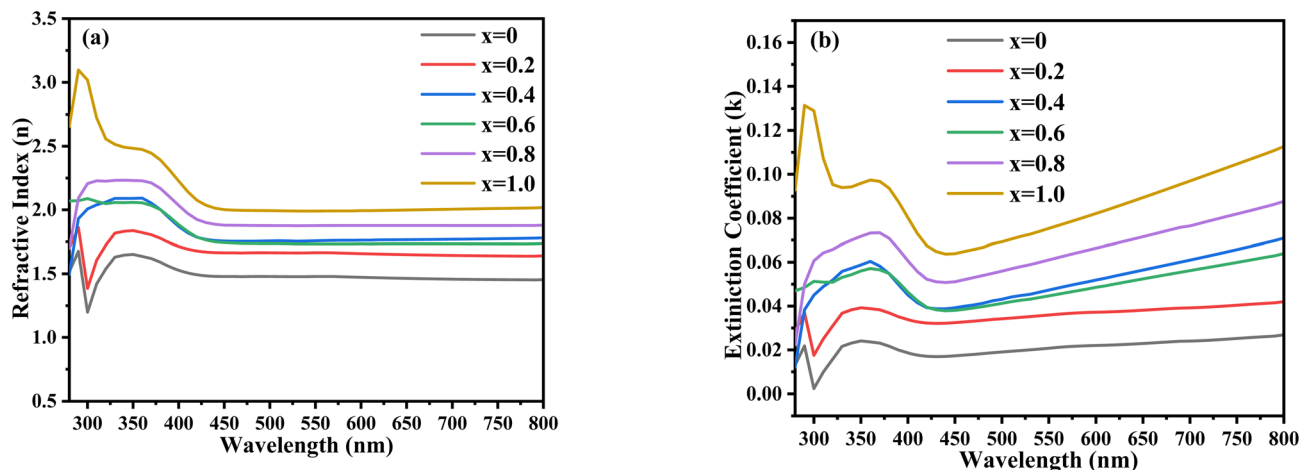 (a)
x=0
x=0.2
x=0.4
x=0.6
x=0.8
x=1.0
Refractive Index (n)
3.5
3.0
2.5
2.0
1.5
1.0
0.5
300 350 400 450 500 550 600 650 700 750 800
Wavelength (nm)
(b)
x=0
x=0.2
x=0.4
x=0.6
x=0.8
x=1.0
Extiniction Coefficient (k)
0.16
0.14
0.12
0.10
0.08
0.06
0.04
0.02
0.00
300 350 400 450 500 550 600 650 700 750 800
Wavelength (nm)